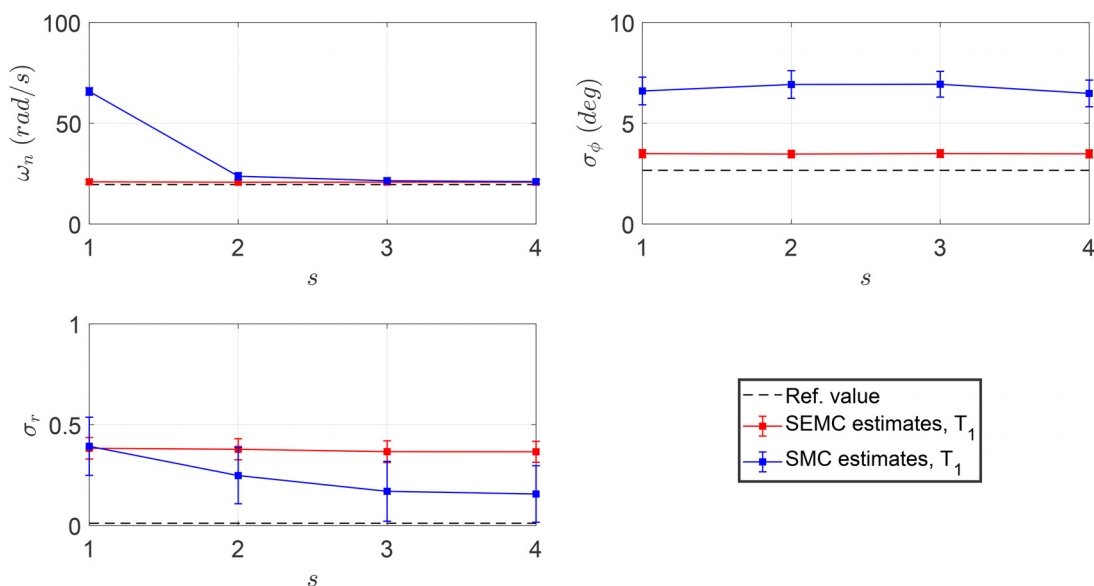 100
50
0
ω_n (rad/s)
1 2 3 4
s
10
5
0
σ_ϕ (deg)
1 2 3 4
s
1
0.5
0
σ_r
1 2 3 4
s
Ref. value
SEMC estimates, T_1
SMC estimates, T_1